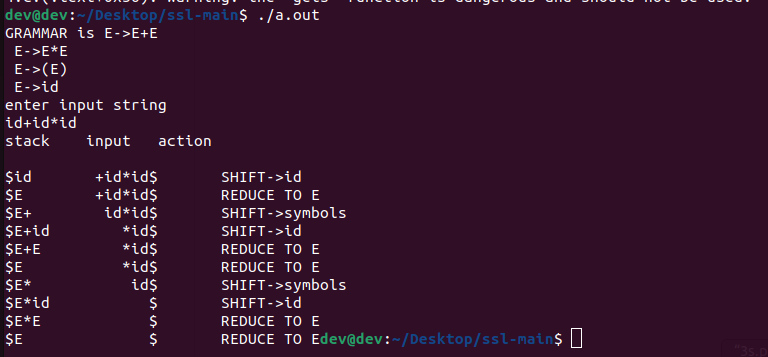 dev@dev:~/Desktop/ssl-main$ ./a.out
GRAMMAR is E->E+E
 E->E*E
 E->(E)
 E->id
enter input string
id+id*id
stack    input   action
$id       +id*id$       SHIFT->id
$E        +id*id$       REDUCE TO E
$E+        id*id$       SHIFT->symbols
$E+id        *id$       SHIFT->id
$E+E         *id$       REDUCE TO E
$E           *id$       REDUCE TO E
$E*           id$       SHIFT->symbols
$E*id           $       SHIFT->id
$E*E            $       REDUCE TO E
$E              $       REDUCE TO Edev@dev:~/Desktop/ssl-main$